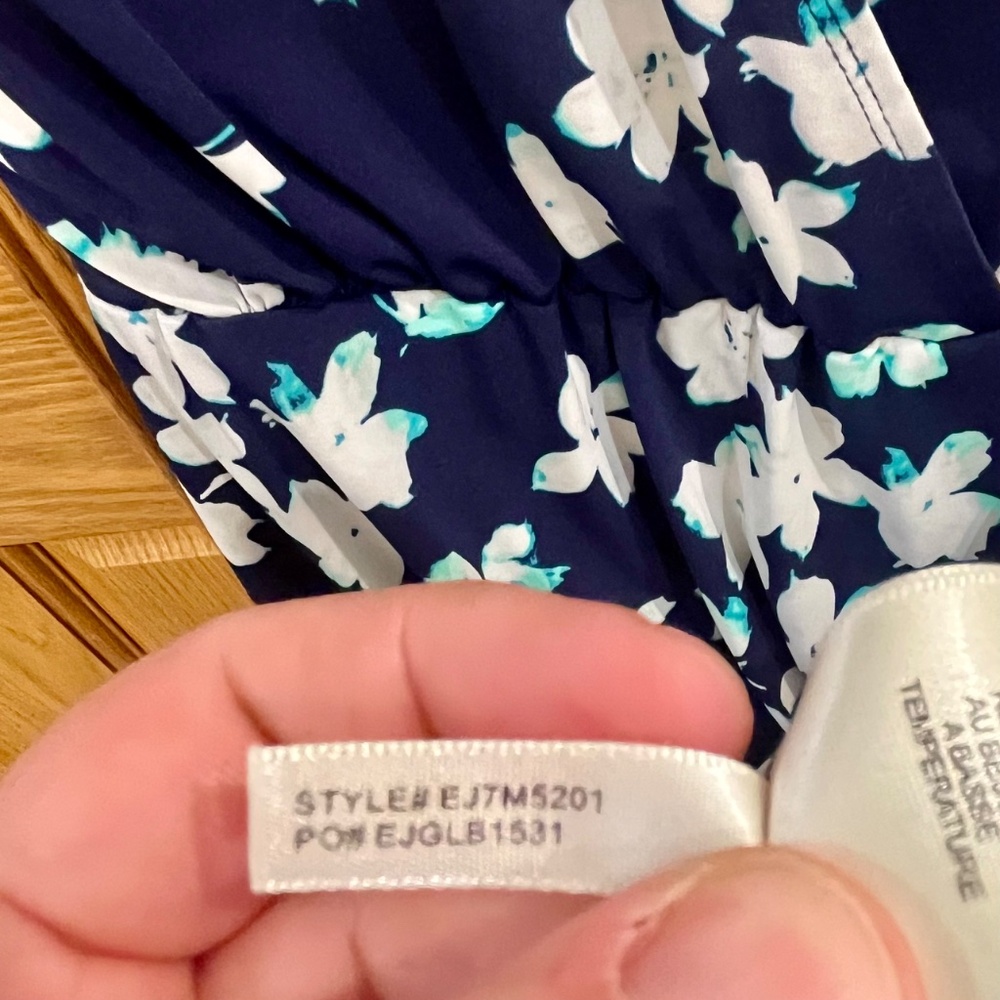 STYLE# EJ7M5201
PO# EJGLB1531
AU BE
A BASSE
TEMPERATURE